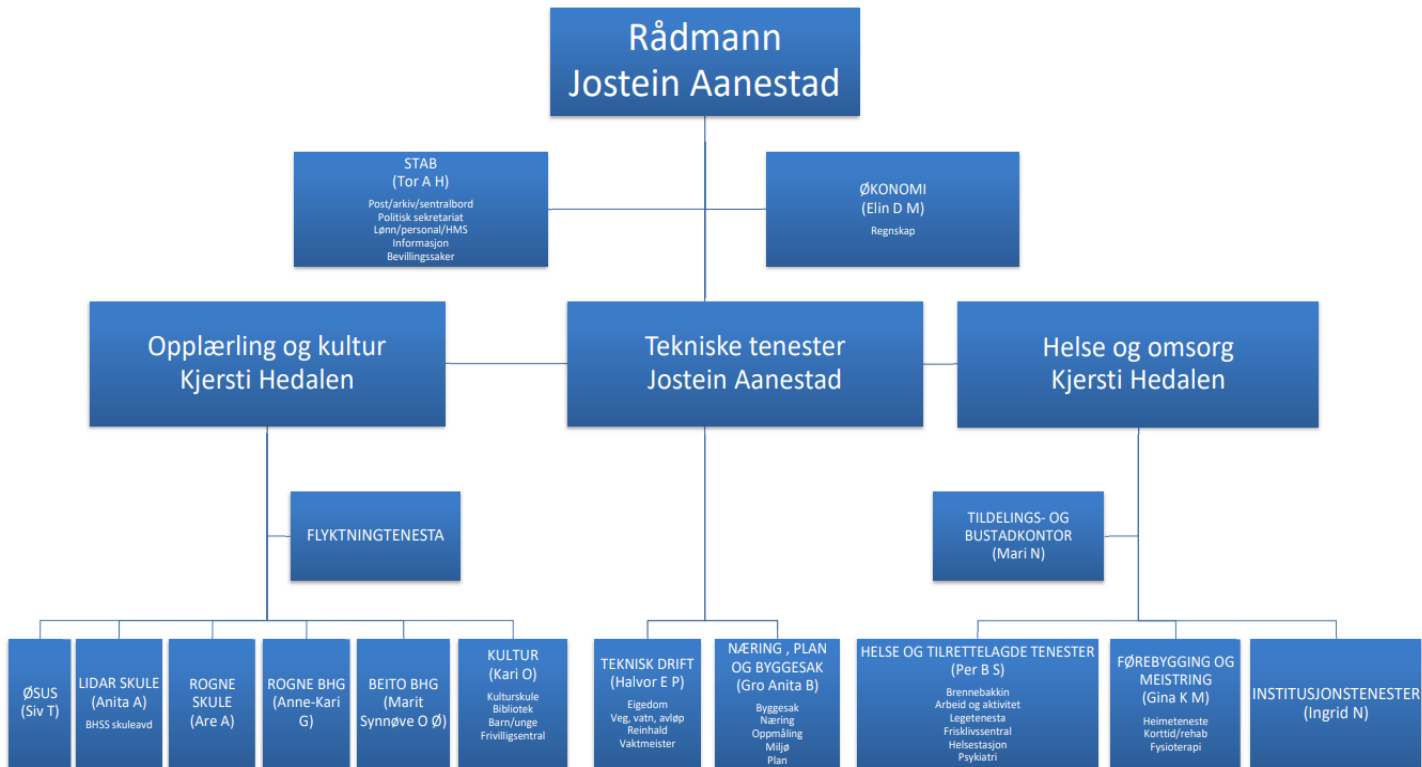 Rådmann
Jostein Aanestad
STAB
(Tor A H)
Post/arkiv/sentralbord
Politisk sekretariat
Lønn/personal/HMS
Informasjon
Bevillingssaker
ØKONOMI
(Elin D M)
Regnskap
Opplærling og kultur
Kjersti Hedalen
Tekniske tenester
Jostein Aanestad
Helse og omsorg
Kjersti Hedalen
FLYKTNINGTENESTA
TILDELINGS- OG
BUSTADKONTOR
(Mari N)
ØSUS
(Siv T)
LIDAR SKULE
(Anita A)
BHSS skuleavd
ROGNE
SKULE
(Are A)
ROGNE BHG
(Anne-Kari
G)
BEITO BHG
(Marit
Synnøve O Ø)
KULTUR
(Kari O)
Kulturskule
Bibliotek
Barn/unge
Frivilligsentral
TEKNISK DRIFT
(Halvor E P)
Eigedom
Veg, vatn, avløp
Reinhald
Vaktmeister
NÆRING , PLAN
OG BYGGESAK
(Gro Anita B)
Byggesak
Næring
Oppmåling
Miljø
Plan
HELSE OG TILRETTELAGDE TENESTER
(Per B S)
Brennebakkin
Arbeid og aktivitet
Legetenesta
Frisklivssentral
Helsestasjon
Psykiatri
FØREBYGGING OG
MEISTRING
(Gina K M)
Heimeteneste
Korttid/rehab
Fysioterapi
INSTITUSJONSTENESTER
(Ingrid N)